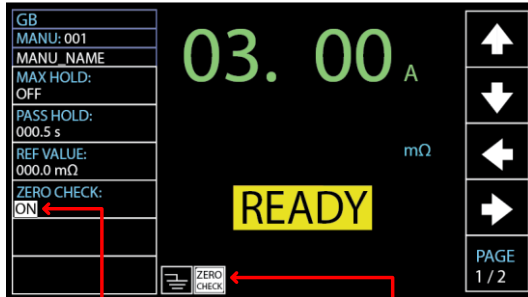 GB
MANU: 001
MANU_NAME
MAX HOLD:
OFF
PASS HOLD:
000.5 s
REF VALUE:
000.0 mΩ
ZERO CHECK:
ON
03. 00 A
mΩ
READY
ZERO
CHECK
PAGE
1 / 2